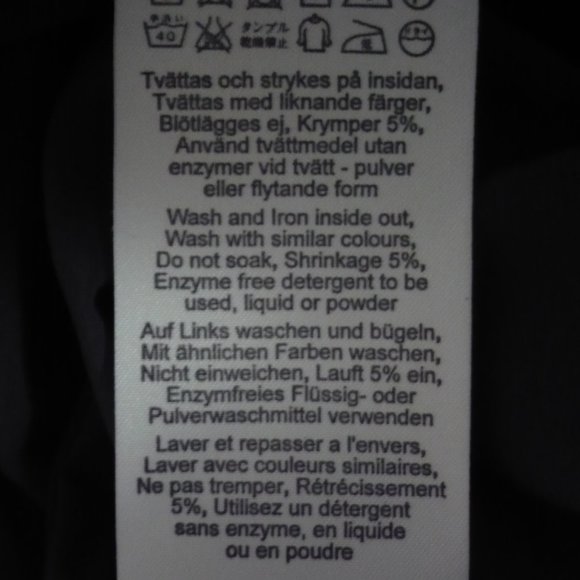 40
タンブル
乾燥禁止
Tvättas och strykes på insidan,
Tvättas med liknande färger,
Blötlägges ej, Krymper 5%,
Använd tvättmedel utan
enzymer vid tvätt - pulver
eller flytande form
Wash and Iron inside out,
Wash with similar colours,
Do not soak, Shrinkage 5%,
Enzyme free detergent to be
used, liquid or powder
Auf Links waschen und bügeln,
Mit ähnlichen Farben waschen,
Nicht einweichen, Lauft 5% ein,
Enzymfreies Flüssig- oder
Pulverwaschmittel verwenden
Laver et repasser a l'envers,
Laver avec couleurs similaires,
Ne pas tremper, Rétrécissement
5%, Utilisez un détergent
sans enzyme, en liquide
ou en poudre